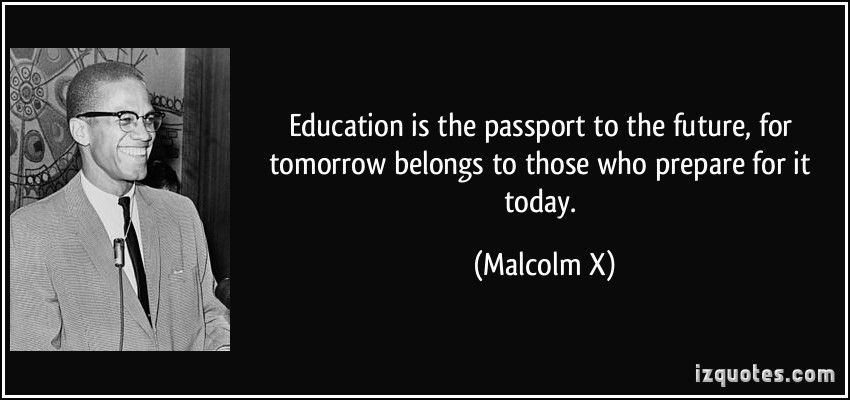 Education is the passport to the future, for
tomorrow belongs to those who prepare for it
today.
(Malcolm X)
izquotes.com